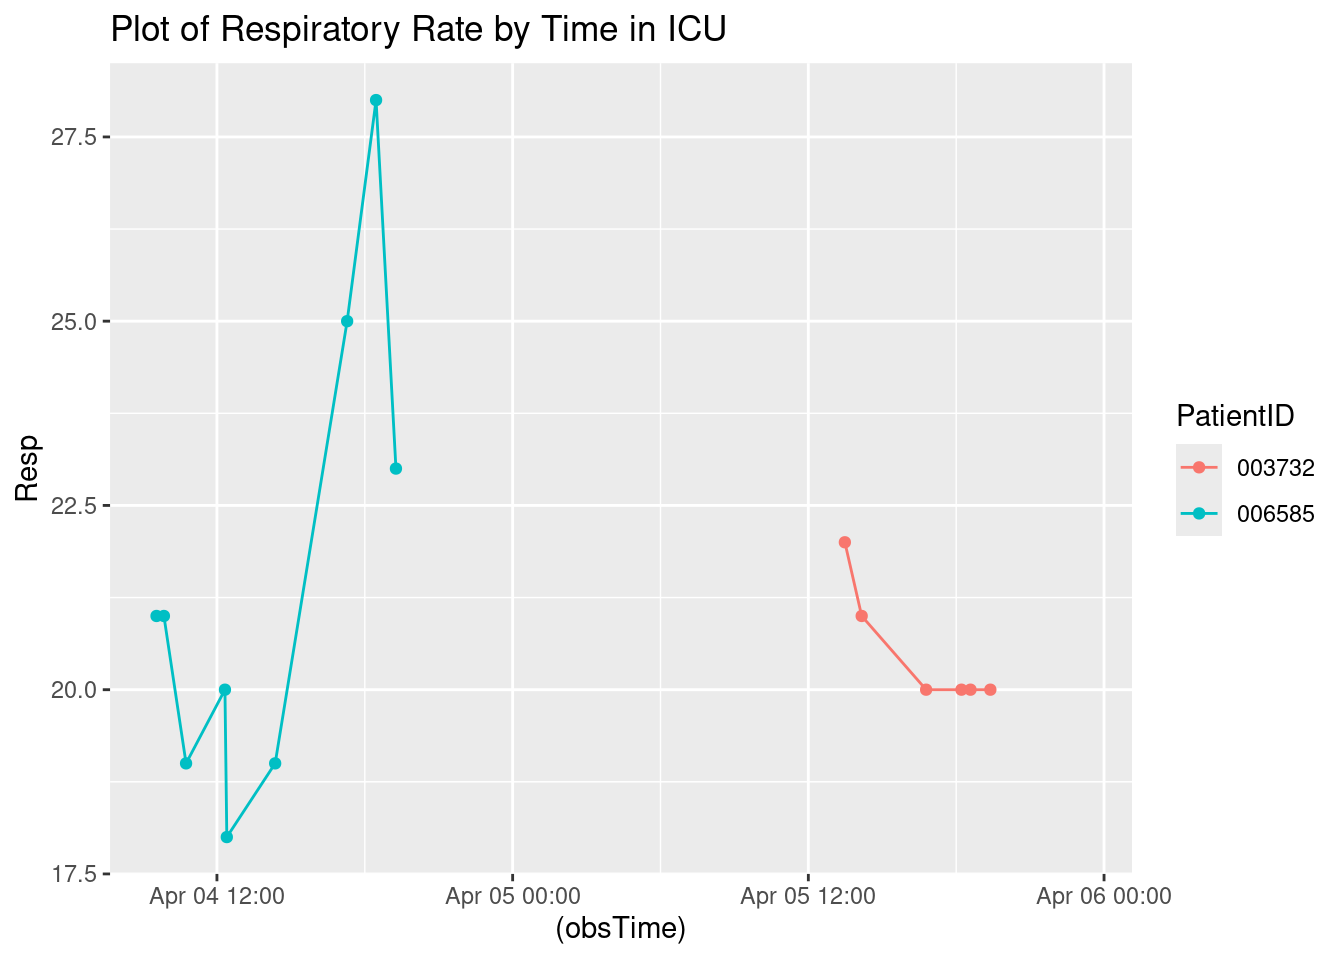 Plot of Respiratory Rate by Time in ICU
27.5
25.0
22.5
20.0
17.5
Resp
Apr 04 12:00
Apr 05 00:00
Apr 05 12:00
Apr 06 00:00
(obsTime)
PatientID
003732
006585